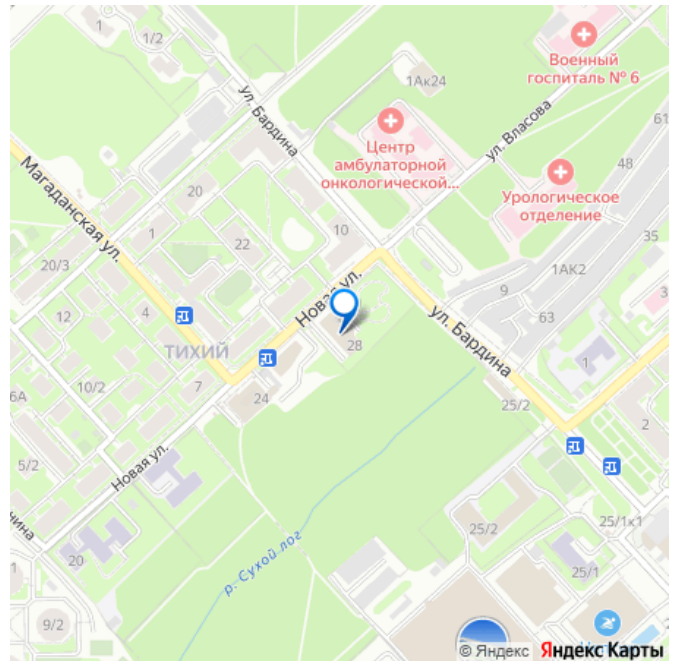 1
1/2
ул. Бардина
1Ак24
Военный
госпиталь № 6
ул. Власова
61
Центр
амбулаторной
онкологической...
48
Урологическое
отделение
Магаданская ул.
20
1
22
10
35
20/3
1АК2
9
3
Новая ул.
ул. Бардина
63
12
4
ТИХИЙ
28
1
7
10/2
24
25/2
2
5/2
Новая ул.
р. Сухой лог
25/2
25/1к1
20
25/1
1
9/2
© Яндекс
Яндекс Карты